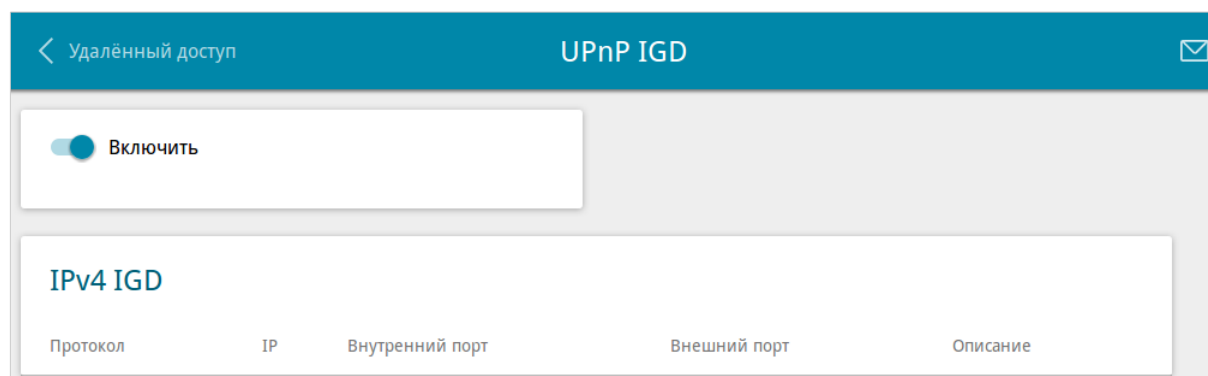 Удалённый доступ UPnP IGD
Включить
IPv4 IGD
Протокол IP Внутренний порт Внешний порт Описание